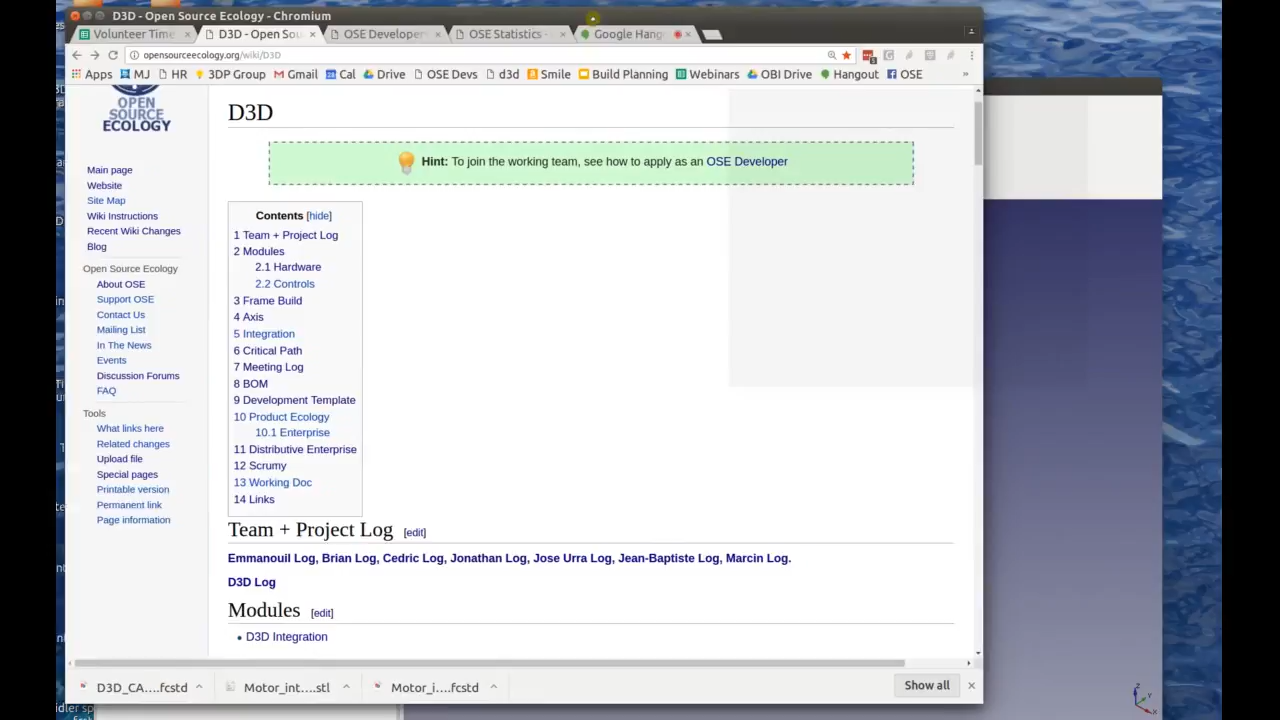 D3D - Open Source Ecology - Chromium
Volunteer Time
D3D - Open Sou
OSE Developer
OSE Statistics -
Google Hang
opensourceecology.org/wiki/D3D
Apps
MJ
HR
3DP Group
Gmail
Cal
Drive
OSE Devs
d3d
Smile
Build Planning
Webinars
OBI Drive
Hangout
OSE
»
OPEN
SOURCE
ECOLOGY
Main page
Website
Site Map
Wiki Instructions
Recent Wiki Changes
Blog
Open Source Ecology
About OSE
Support OSE
Contact Us
Mailing List
In The News
Events
Discussion Forums
FAQ
Tools
What links here
Related changes
Upload file
Special pages
Printable version
Permanent link
Page information
D3D
Hint: To join the working team, see how to apply as an OSE Developer
Contents [hide]
1 Team + Project Log
2 Modules
2.1 Hardware
2.2 Controls
3 Frame Build
4 Axis
5 Integration
6 Critical Path
7 Meeting Log
8 BOM
9 Development Template
10 Product Ecology
10.1 Enterprise
11 Distributive Enterprise
12 Scrumy
13 Working Doc
14 Links
Team + Project Log [edit]
Emmanouil Log, Brian Log, Cedric Log, Jonathan Log, Jose Urra Log, Jean-Baptiste Log, Marcin Log.
D3D Log
Modules [edit]
• D3D Integration
D3D_CA....fcstd
Motor_int....stl
Motor_i....fcstd
Show all
idler sp